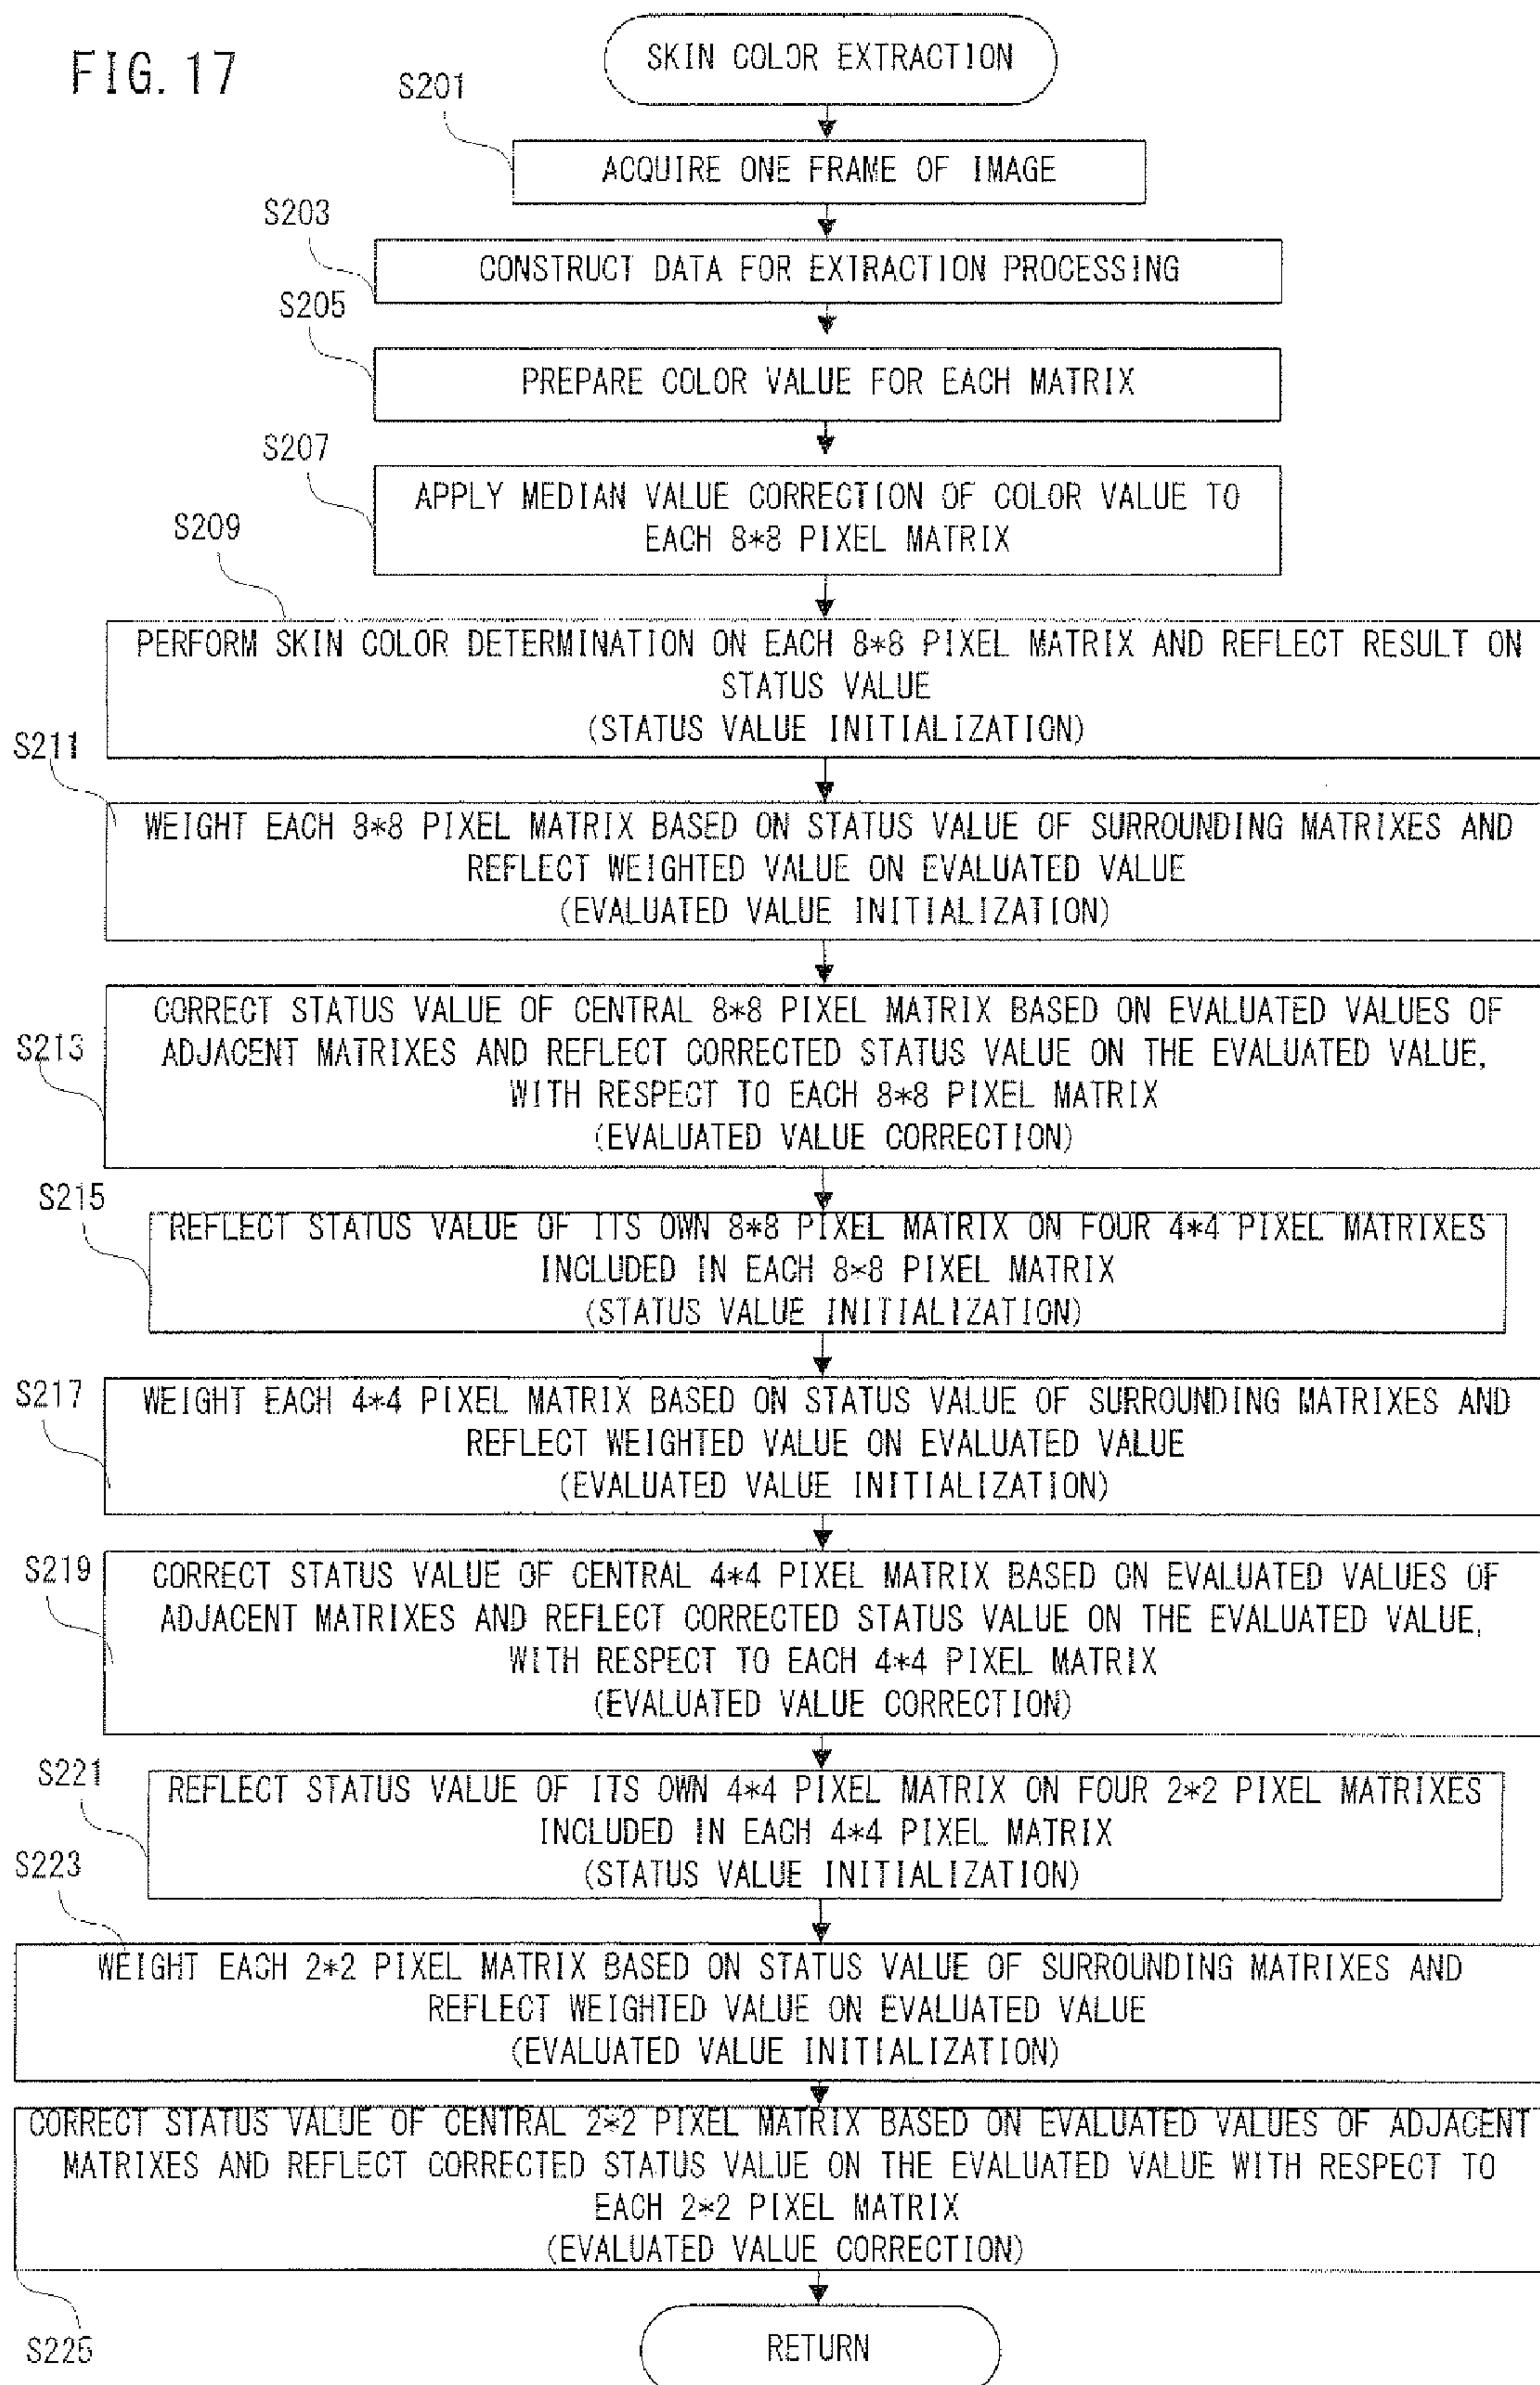 FIG. 17
SKIN COLOR EXTRACTION
S201
ACQUIRE ONE FRAME OF IMAGE
S203
CONSTRUCT DATA FOR EXTRACTION PROCESSING
S205
PREPARE COLOR VALUE FOR EACH MATRIX
S207
APPLY MEDIAN VALUE CORRECTION OF COLOR VALUE TO
EACH 8*8 PIXEL MATRIX
S209
PERFORM SKIN COLOR DETERMINATION ON EACH 8*8 PIXEL MATRIX AND REFLECT RESULT ON
STATUS VALUE
(STATUS VALUE INITIALIZATION)
S211
WEIGHT EACH 8*8 PIXEL MATRIX BASED ON STATUS VALUE OF SURROUNDING MATRIXES AND
REFLECT WEIGHTED VALUE ON EVALUATED VALUE
(EVALUATED VALUE INITIALIZATION)
S213
CORRECT STATUS VALUE OF CENTRAL 8*8 PIXEL MATRIX BASED ON EVALUATED VALUES OF
ADJACENT MATRIXES AND REFLECT CORRECTED STATUS VALUE ON THE EVALUATED VALUE,
WITH RESPECT TO EACH 8*8 PIXEL MATRIX
(EVALUATED VALUE CORRECTION)
S215
REFLECT STATUS VALUE OF ITS OWN 8*8 PIXEL MATRIX ON FOUR 4*4 PIXEL MATRIXES
INCLUDED IN EACH 8*8 PIXEL MATRIX
(STATUS VALUE INITIALIZATION)
S217
WEIGHT EACH 4*4 PIXEL MATRIX BASED ON STATUS VALUE OF SURROUNDING MATRIXES AND
REFLECT WEIGHTED VALUE ON EVALUATED VALUE
(EVALUATED VALUE INITIALIZATION)
S219
CORRECT STATUS VALUE OF CENTRAL 4*4 PIXEL MATRIX BASED ON EVALUATED VALUES OF
ADJACENT MATRIXES AND REFLECT CORRECTED STATUS VALUE ON THE EVALUATED VALUE,
WITH RESPECT TO EACH 4*4 PIXEL MATRIX
(EVALUATED VALUE CORRECTION)
S221
REFLECT STATUS VALUE OF ITS OWN 4*4 PIXEL MATRIX ON FOUR 2*2 PIXEL MATRIXES
INCLUDED IN EACH 4*4 PIXEL MATRIX
(STATUS VALUE INITIALIZATION)
S223
WEIGHT EACH 2*2 PIXEL MATRIX BASED ON STATUS VALUE OF SURROUNDING MATRIXES AND
REFLECT WEIGHTED VALUE ON EVALUATED VALUE
(EVALUATED VALUE INITIALIZATION)
CORRECT STATUS VALUE OF CENTRAL 2*2 PIXEL MATRIX BASED ON EVALUATED VALUES OF ADJACENT
MATRIXES AND REFLECT CORRECTED STATUS VALUE ON THE EVALUATED VALUE WITH RESPECT TO
EACH 2*2 PIXEL MATRIX
(EVALUATED VALUE CORRECTION)
S225
RETURN